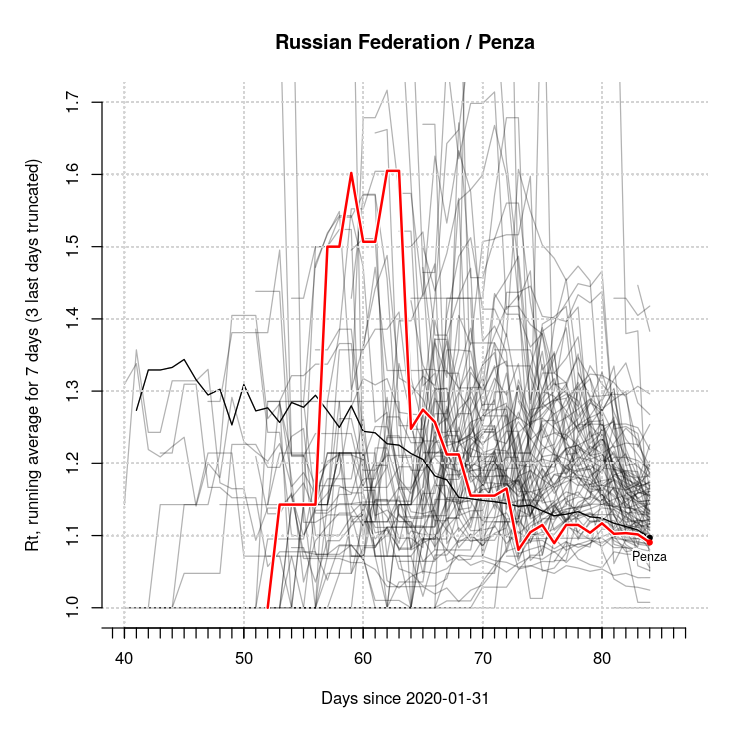 Russian Federation / Penza
Rt, running average for 7 days (3 last days truncated)
1.7
1.6
1.5
1.4
1.3
1.2
1.1
1.0
Penza
40 50 60 70 80
Days since 2020-01-31